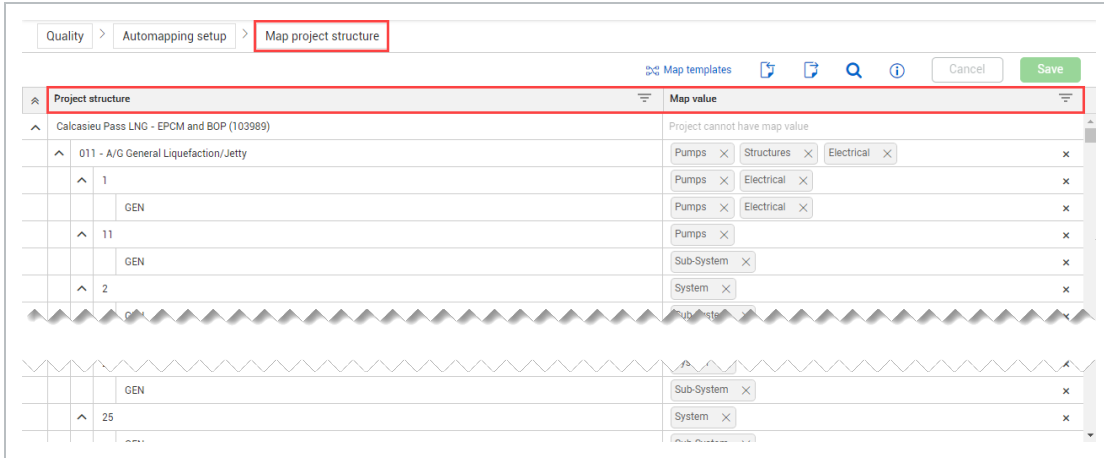 Quality > Automapping setup > Map project structure
Map templates Cancel Save
Project structure Map value
Calcasieu Pass LNG - EPCM and BOP (103989) Project cannot have map value
011 - A/G General Liquefaction/Jetty Pumps Structures Electrical
1 Pumps Electrical
GEN Pumps Electrical
11 Pumps
GEN Sub-System
2 System
GEN Sub-System
25 System